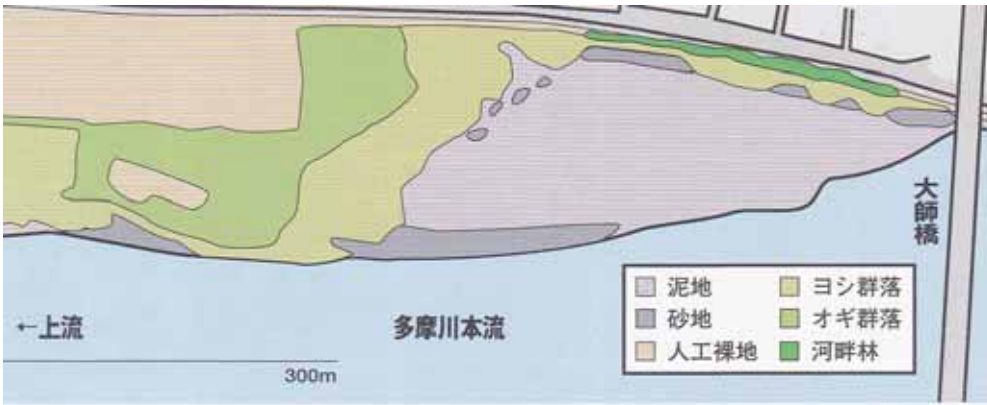 大師橋
←上流
多摩川本流
300m
泥地
砂地
人工裸地
ヨシ群落
オギ群落
河畔林